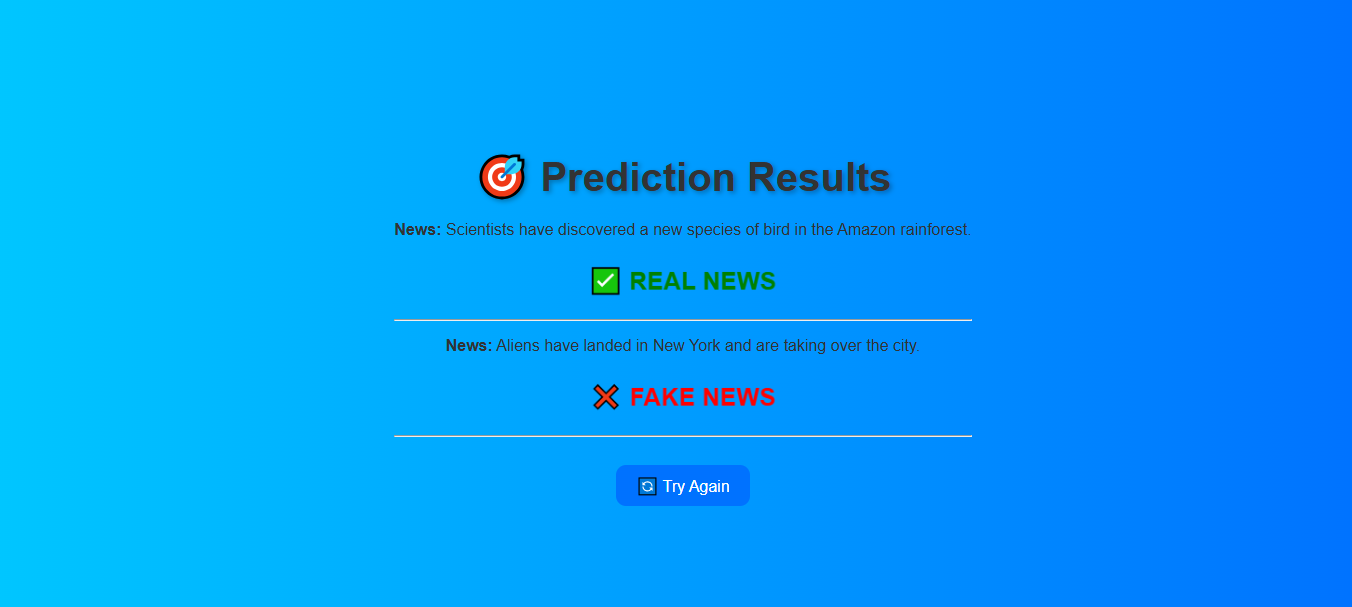 Prediction Results
News: Scientists have discovered a new species of bird in the Amazon rainforest.
REAL NEWS
News: Aliens have landed in New York and are taking over the city.
FAKE NEWS
Try Again